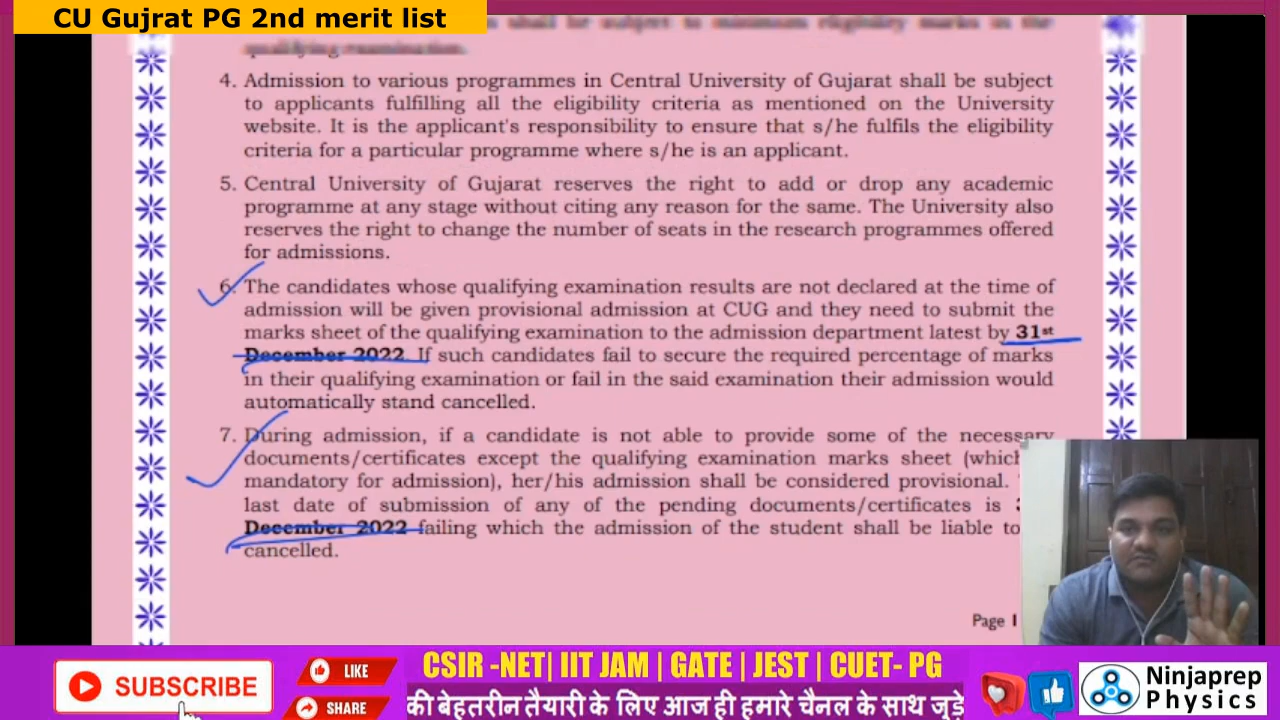 CU Gujrat PG 2nd merit list
shall be subject to minimum eligibility marks in the
qualifying examination.
4. Admission to various programmes in Central University of Gujarat shall be subject
to applicants fulfilling all the eligibility criteria as mentioned on the University
website. It is the applicant's responsibility to ensure that s/he fulfils the eligibility
criteria for a particular programme where s/he is an applicant.
5. Central University of Gujarat reserves the right to add or drop any academic
programme at any stage without citing any reason for the same. The University also
reserves the right to change the number of seats in the research programmes offered
for admissions.
6. The candidates whose qualifying examination results are not declared at the time of
admission will be given provisional admission at CUG and they need to submit the
marks sheet of the qualifying examination to the admission department latest by 31st
December 2022. If such candidates fail to secure the required percentage of marks
in their qualifying examination or fail in the said examination their admission would
automatically stand cancelled.
7. During admission, if a candidate is not able to provide some of the necessary
documents/certificates except the qualifying examination marks sheet (which
mandatory for admission), her/his admission shall be considered provisional.
last date of submission of any of the pending documents/certificates is
December 2022 failing which the admission of the student shall be liable to
cancelled.
Page 1
SUBSCRIBE
LIKE
SHARE
CSIR -NET| IIT JAM | GATE | JEST | CUET- PG
की बेहतरीन तैयारी के लिए आज ही हमारे चैनल के साथ जुड़े
Ninjaprep
Physics